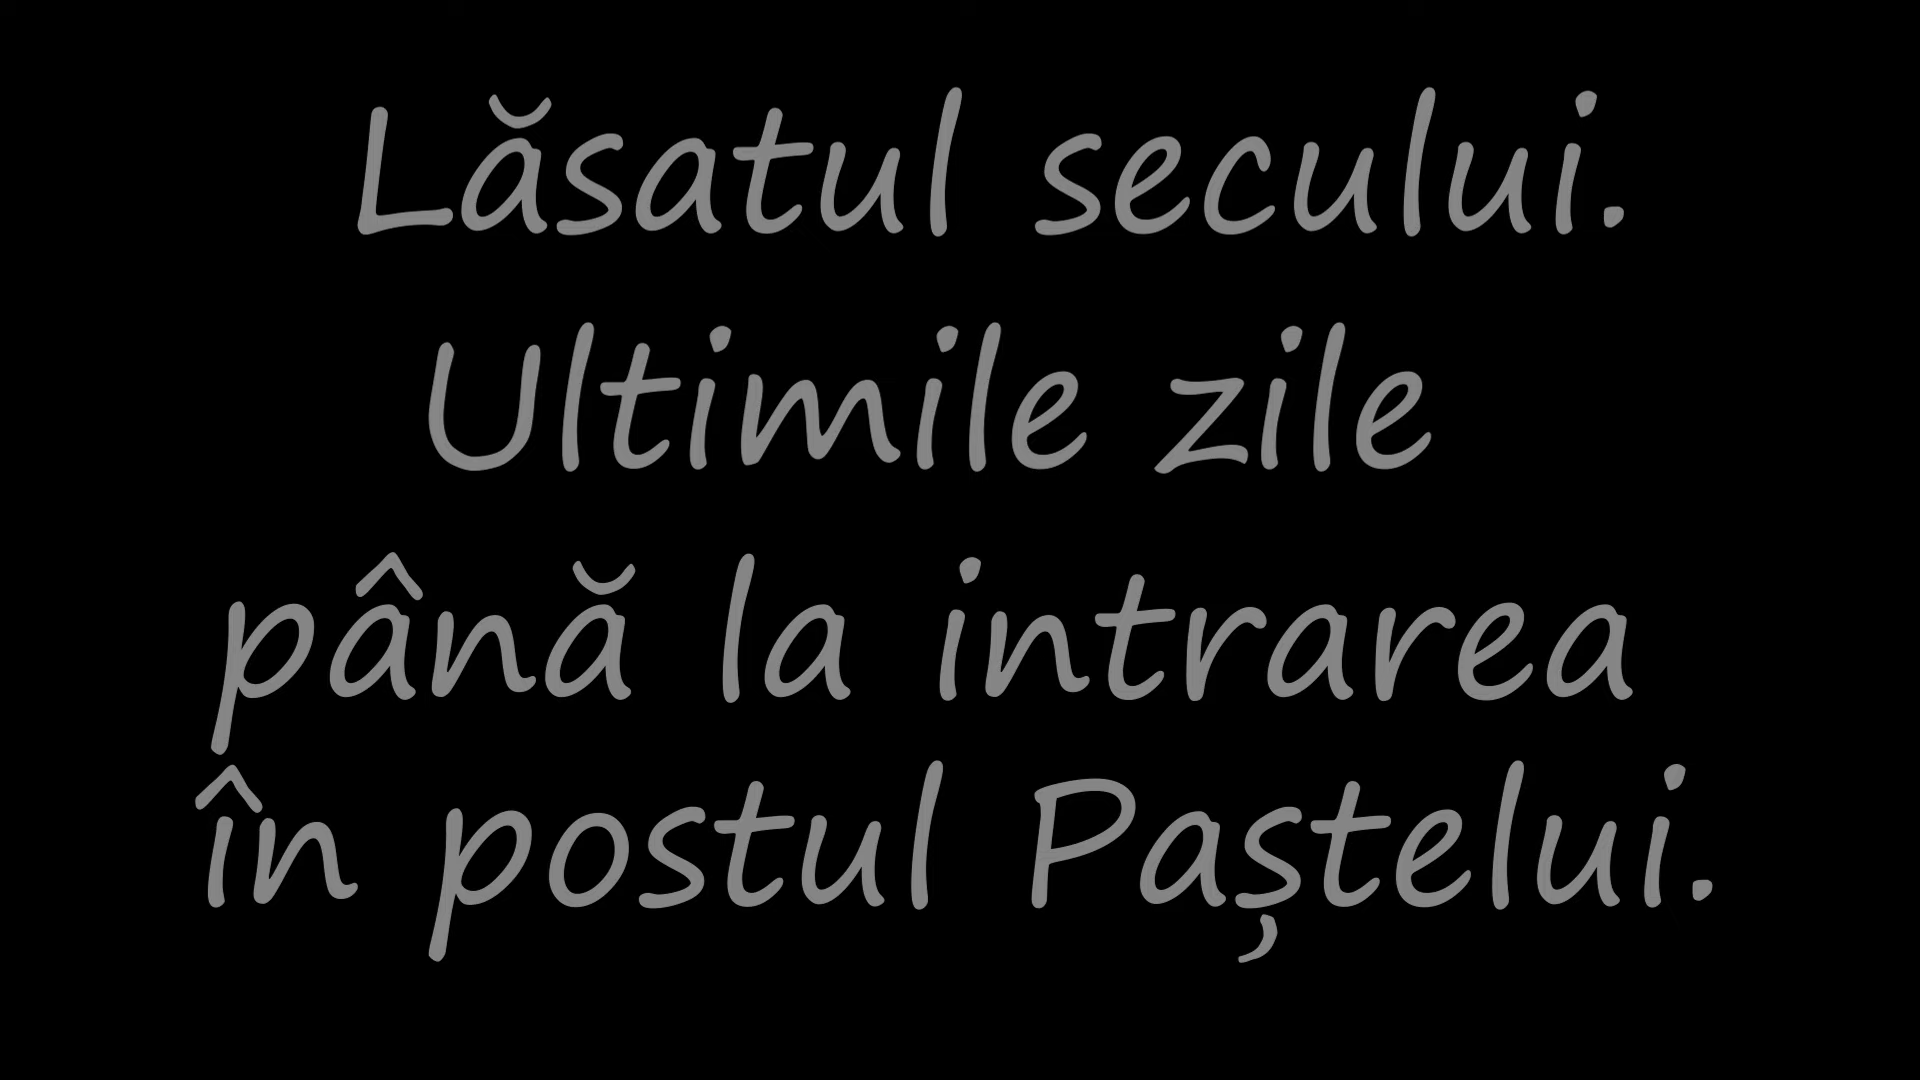 Lăsatul secului.
Ultimile zile
până la intrarea
în postul Paștelui.